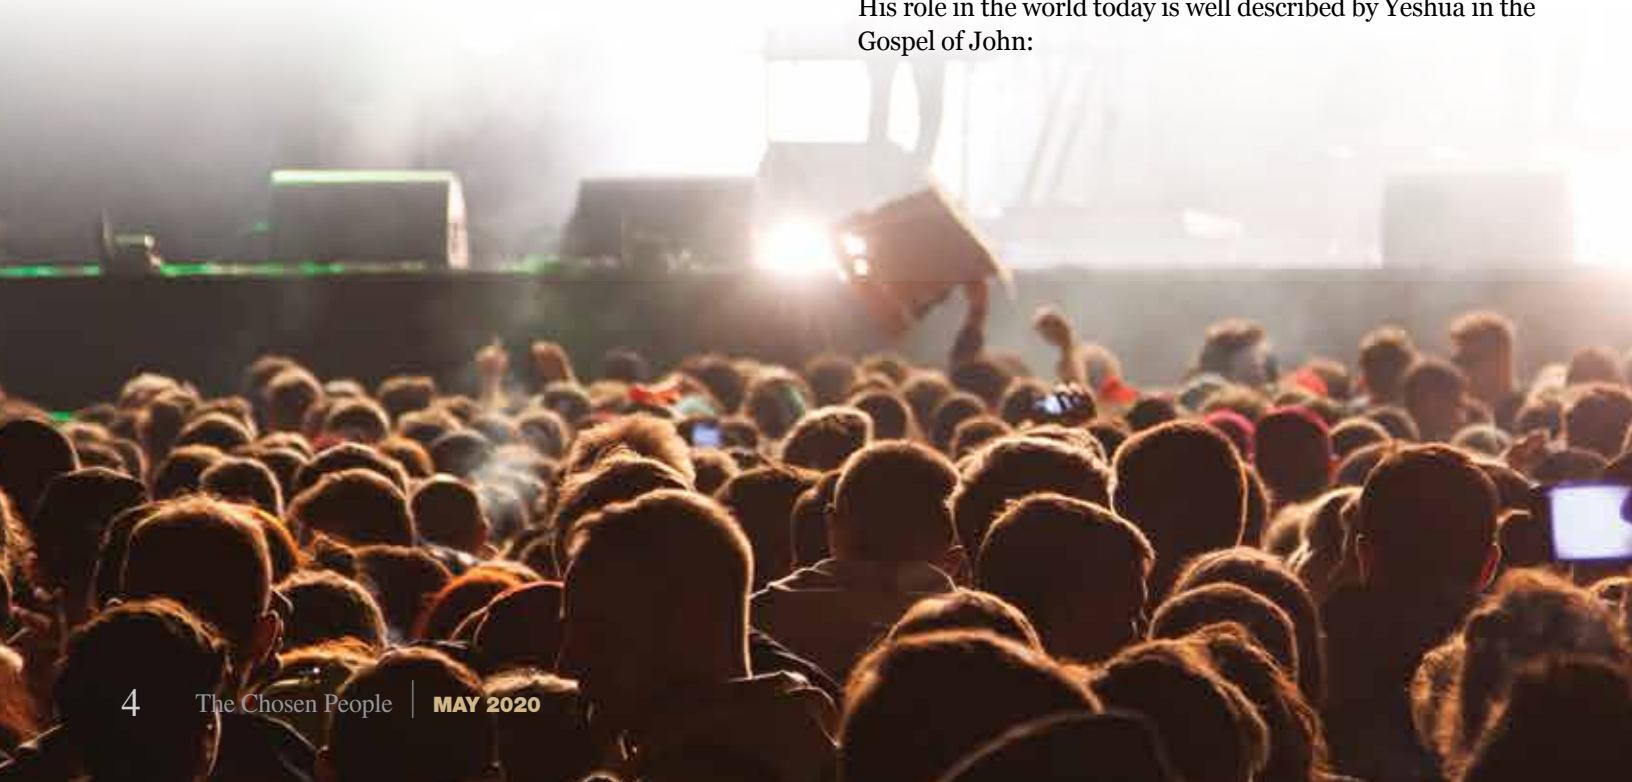 His role in the world today is well described by Yeshua in the
Gospel of John:
4 The Chosen People | MAY 2020